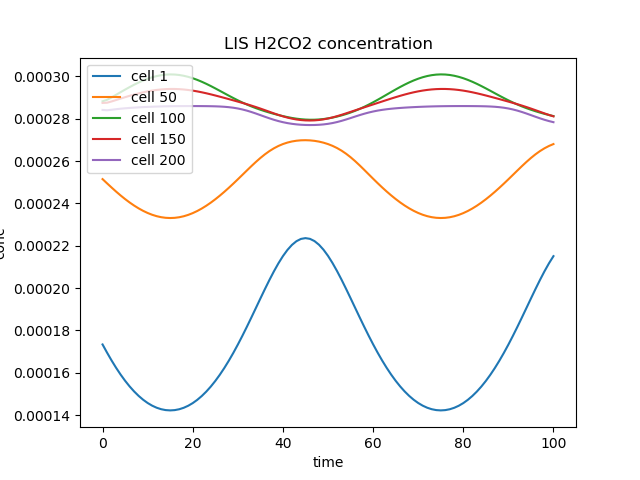 LIS H2CO2 concentration
cell 1
cell 50
cell 100
cell 150
cell 200
0.00030
0.00028
0.00026
0.00024
0.00022
0.00020
0.00018
0.00016
0.00014
conc
0 20 40 60 80 100
time